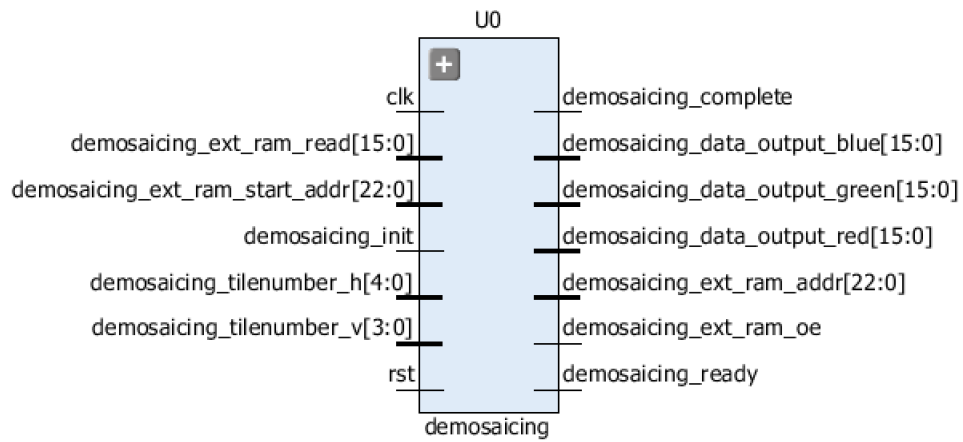 U0
clk
demosaicing_complete
demosaicing_ext_ram_read[15:0]
demosaicing_data_output_blue[15:0]
demosaicing_ext_ram_start_addr[22:0]
demosaicing_data_output_green[15:0]
demosaicing_init
demosaicing_data_output_red[15:0]
demosaicing_tilenumber_h[4:0]
demosaicing_ext_ram_addr[22:0]
demosaicing_tilenumber_v[3:0]
demosaicing_ext_ram_oe
rst
demosaicing_ready
demosaicing